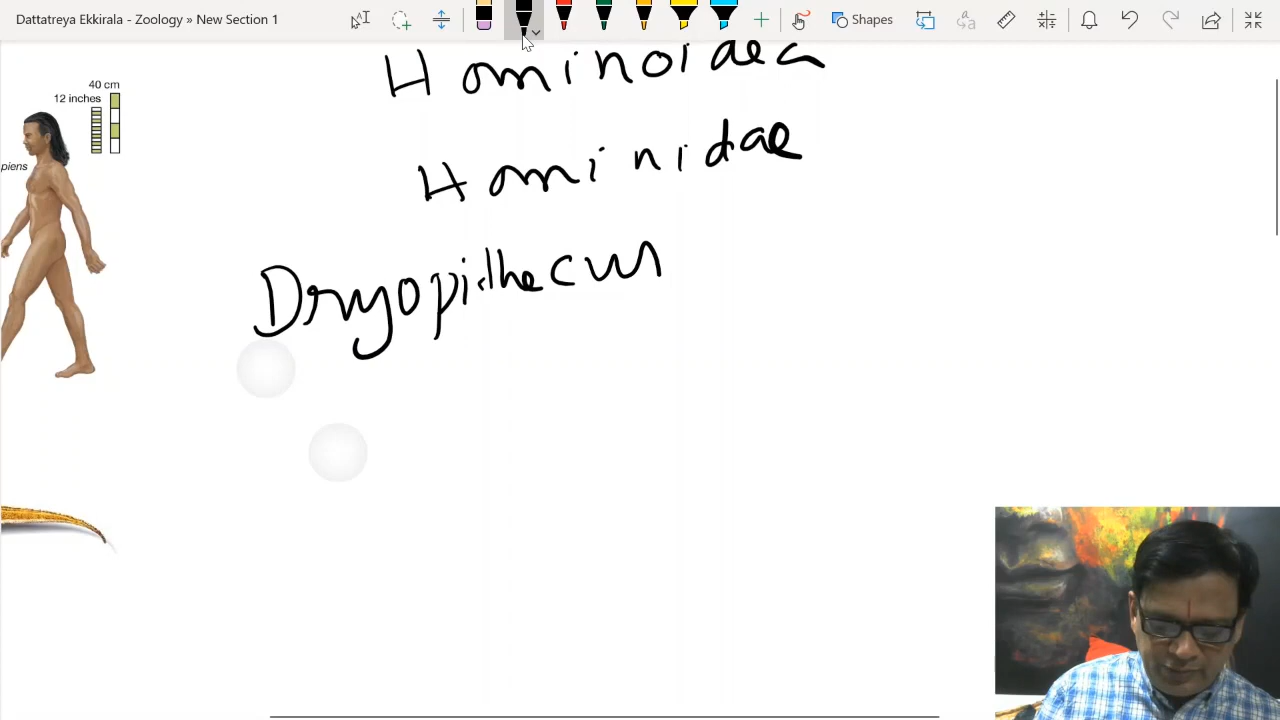 Dattatreya Ekkirala - Zoology » New Section 1
Shapes
40 cm
12 inches
piens
Hominoidea
Hominidae
Dryopithecus